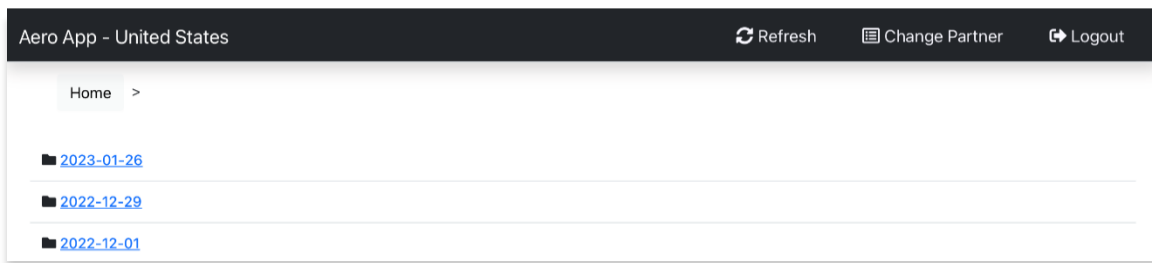 Aero App - United States Refresh Change Partner Logout
Home >
2023-01-26
2022-12-29
2022-12-01